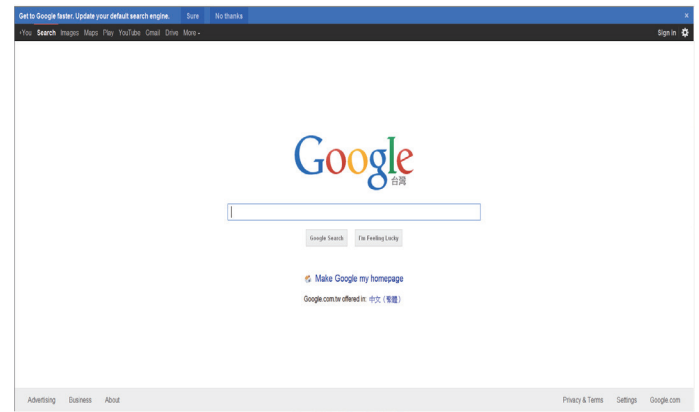 Get to Google faster. Update your default search engine. Sure No thanks ×
+You Search Images Maps Play YouTube Gmail Drive More Sign in
Google
台灣
Google Search I'm Feeling Lucky
Make Google my homepage
Google.com.tw offered in: 中文 (繁體)
Advertising Business About Privacy & Terms Settings Google.com